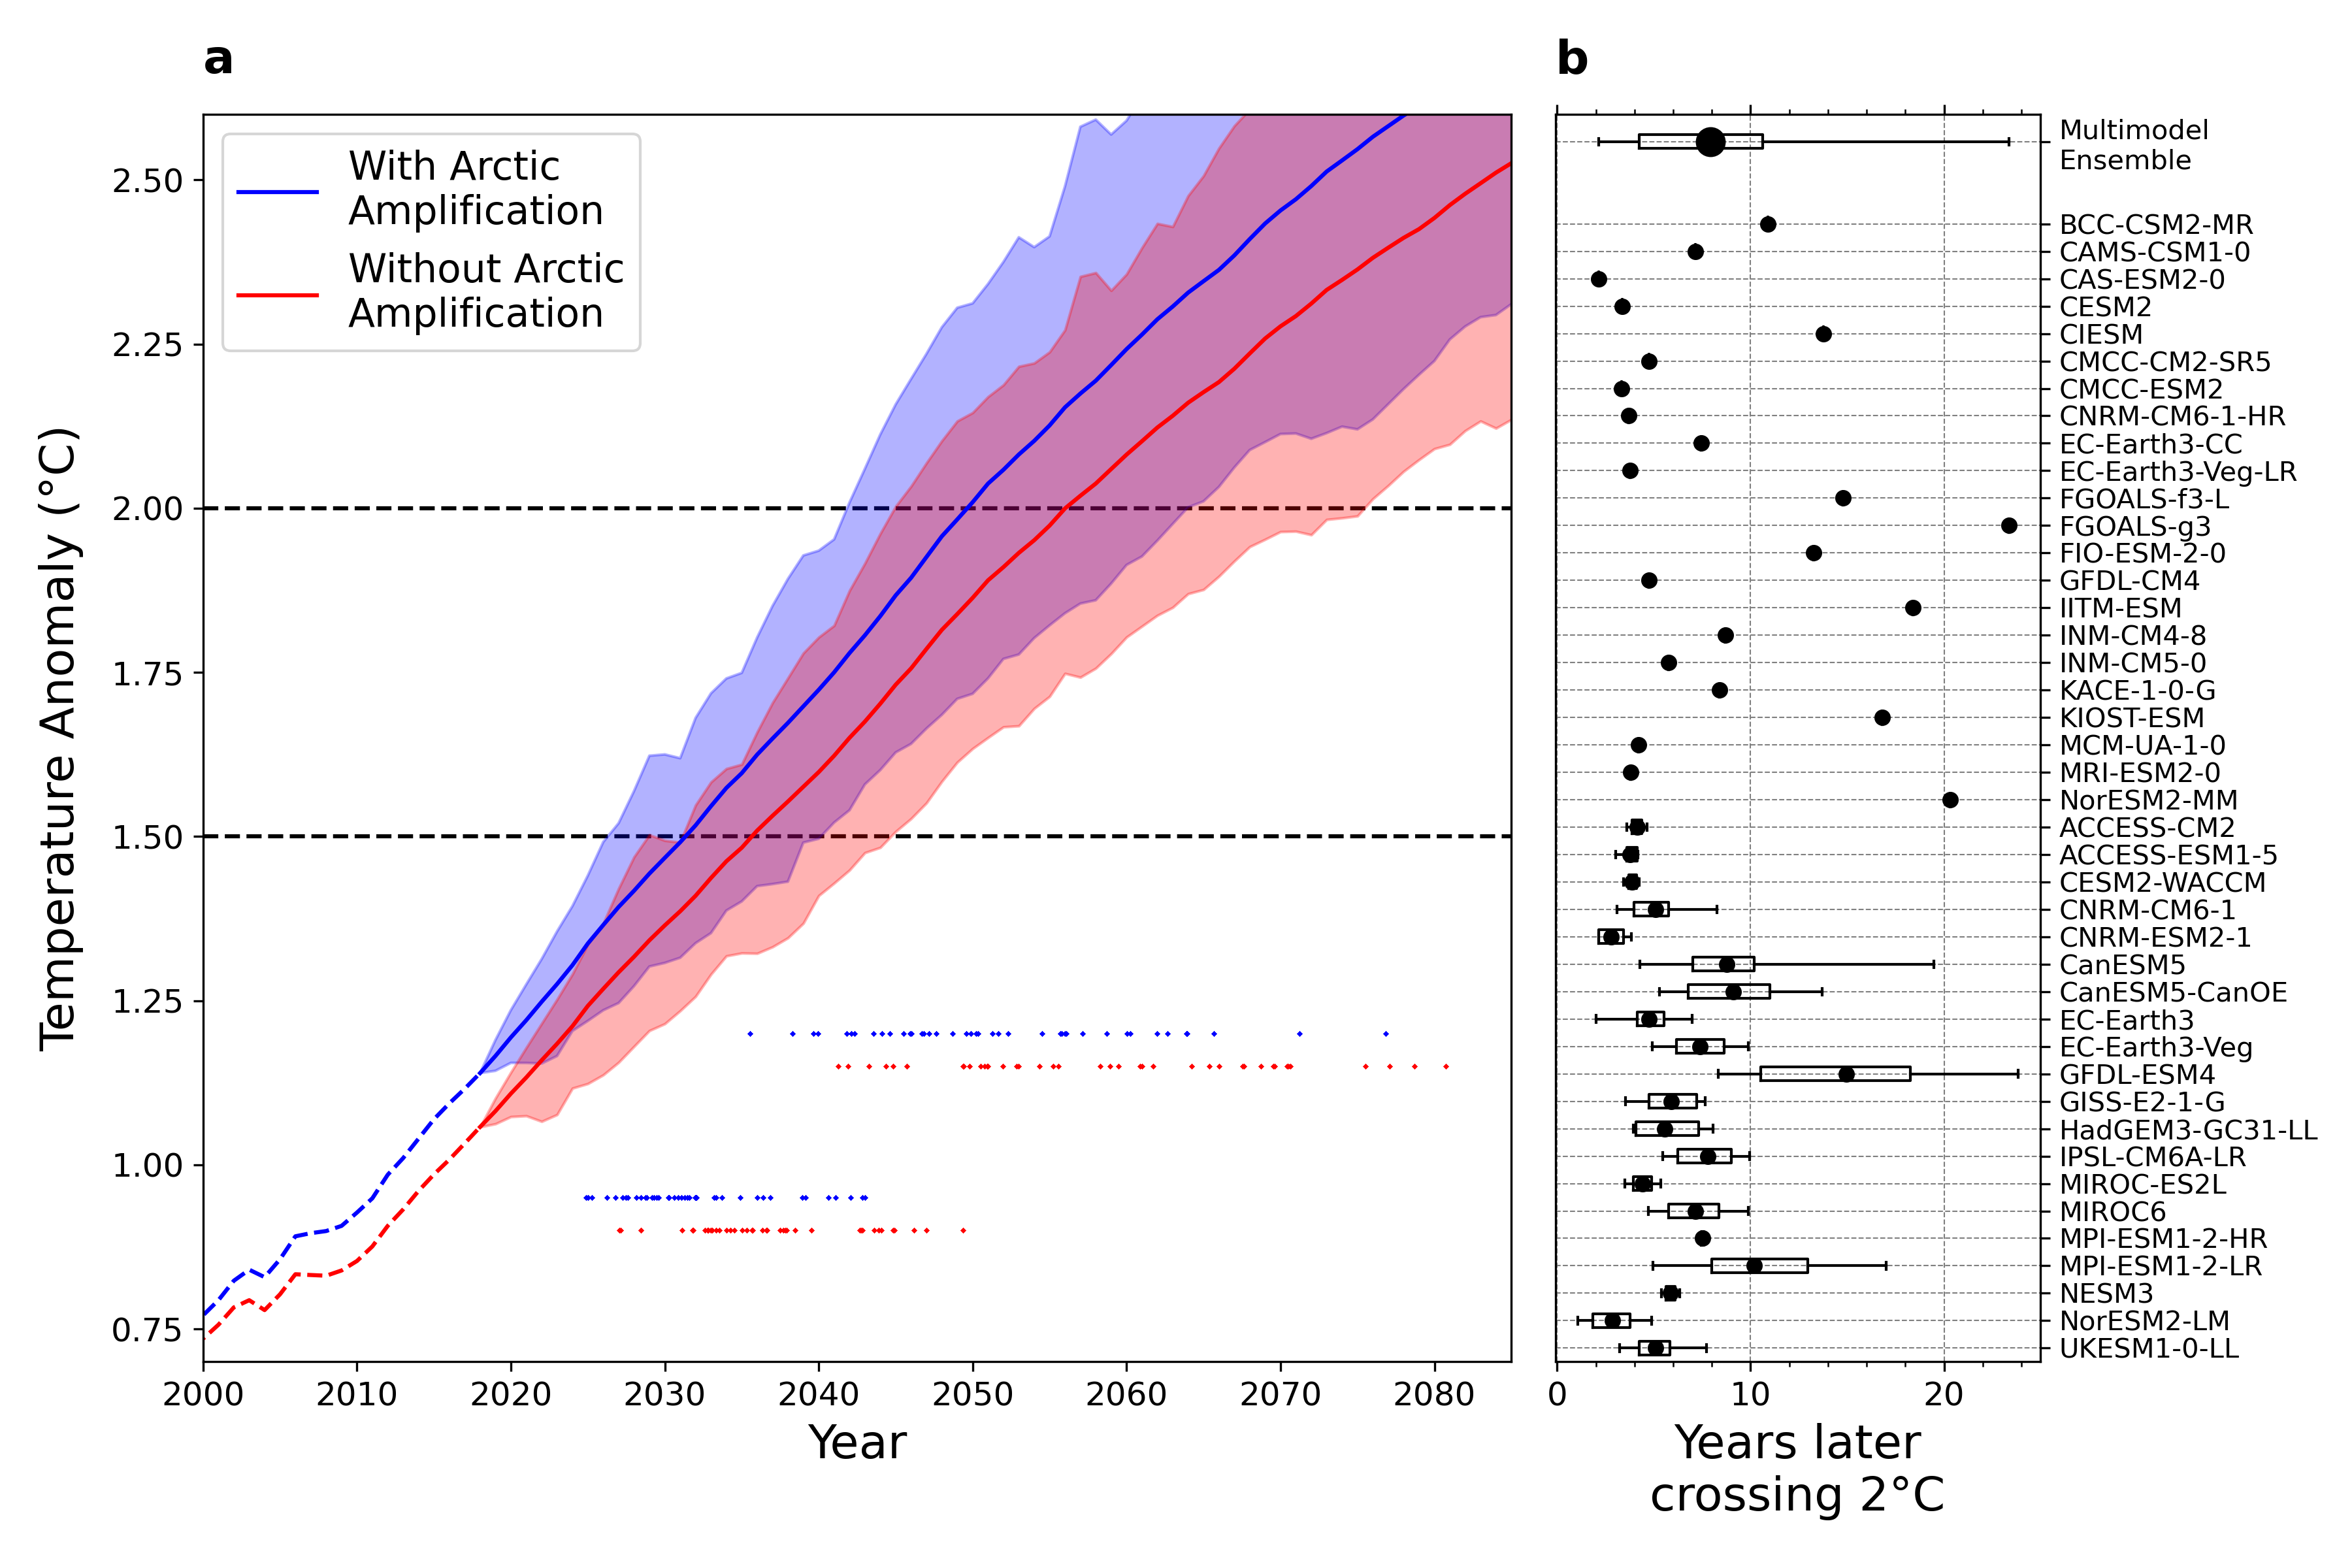 a
b
With Arctic
Amplification
Without Arctic
Amplification
2.50
2.25
2.00
1.75
1.50
1.25
1.00
0.75
Temperature Anomaly (°C)
2000 2010 2020 2030 2040 2050 2060 2070 2080
Year
Multimodel
Ensemble
BCC-CSM2-MR
CAMS-CSM1-0
CAS-ESM2-0
CESM2
CIESM
CMCC-CM2-SR5
CMCC-ESM2
CNRM-CM6-1-HR
EC-Earth3-CC
EC-Earth3-Veg-LR
FGOALS-f3-L
FGOALS-g3
FIO-ESM-2-0
GFDL-CM4
IITM-ESM
INM-CM4-8
INM-CM5-0
KACE-1-0-G
KIOST-ESM
MCM-UA-1-0
MRI-ESM2-0
NorESM2-MM
ACCESS-CM2
ACCESS-ESM1-5
CESM2-WACCM
CNRM-CM6-1
CNRM-ESM2-1
CanESM5
CanESM5-CanOE
EC-Earth3
EC-Earth3-Veg
GFDL-ESM4
GISS-E2-1-G
HadGEM3-GC31-LL
IPSL-CM6A-LR
MIROC-ES2L
MIROC6
MPI-ESM1-2-HR
MPI-ESM1-2-LR
NESM3
NorESM2-LM
UKESM1-0-LL
0 10 20
Years later
crossing 2°C